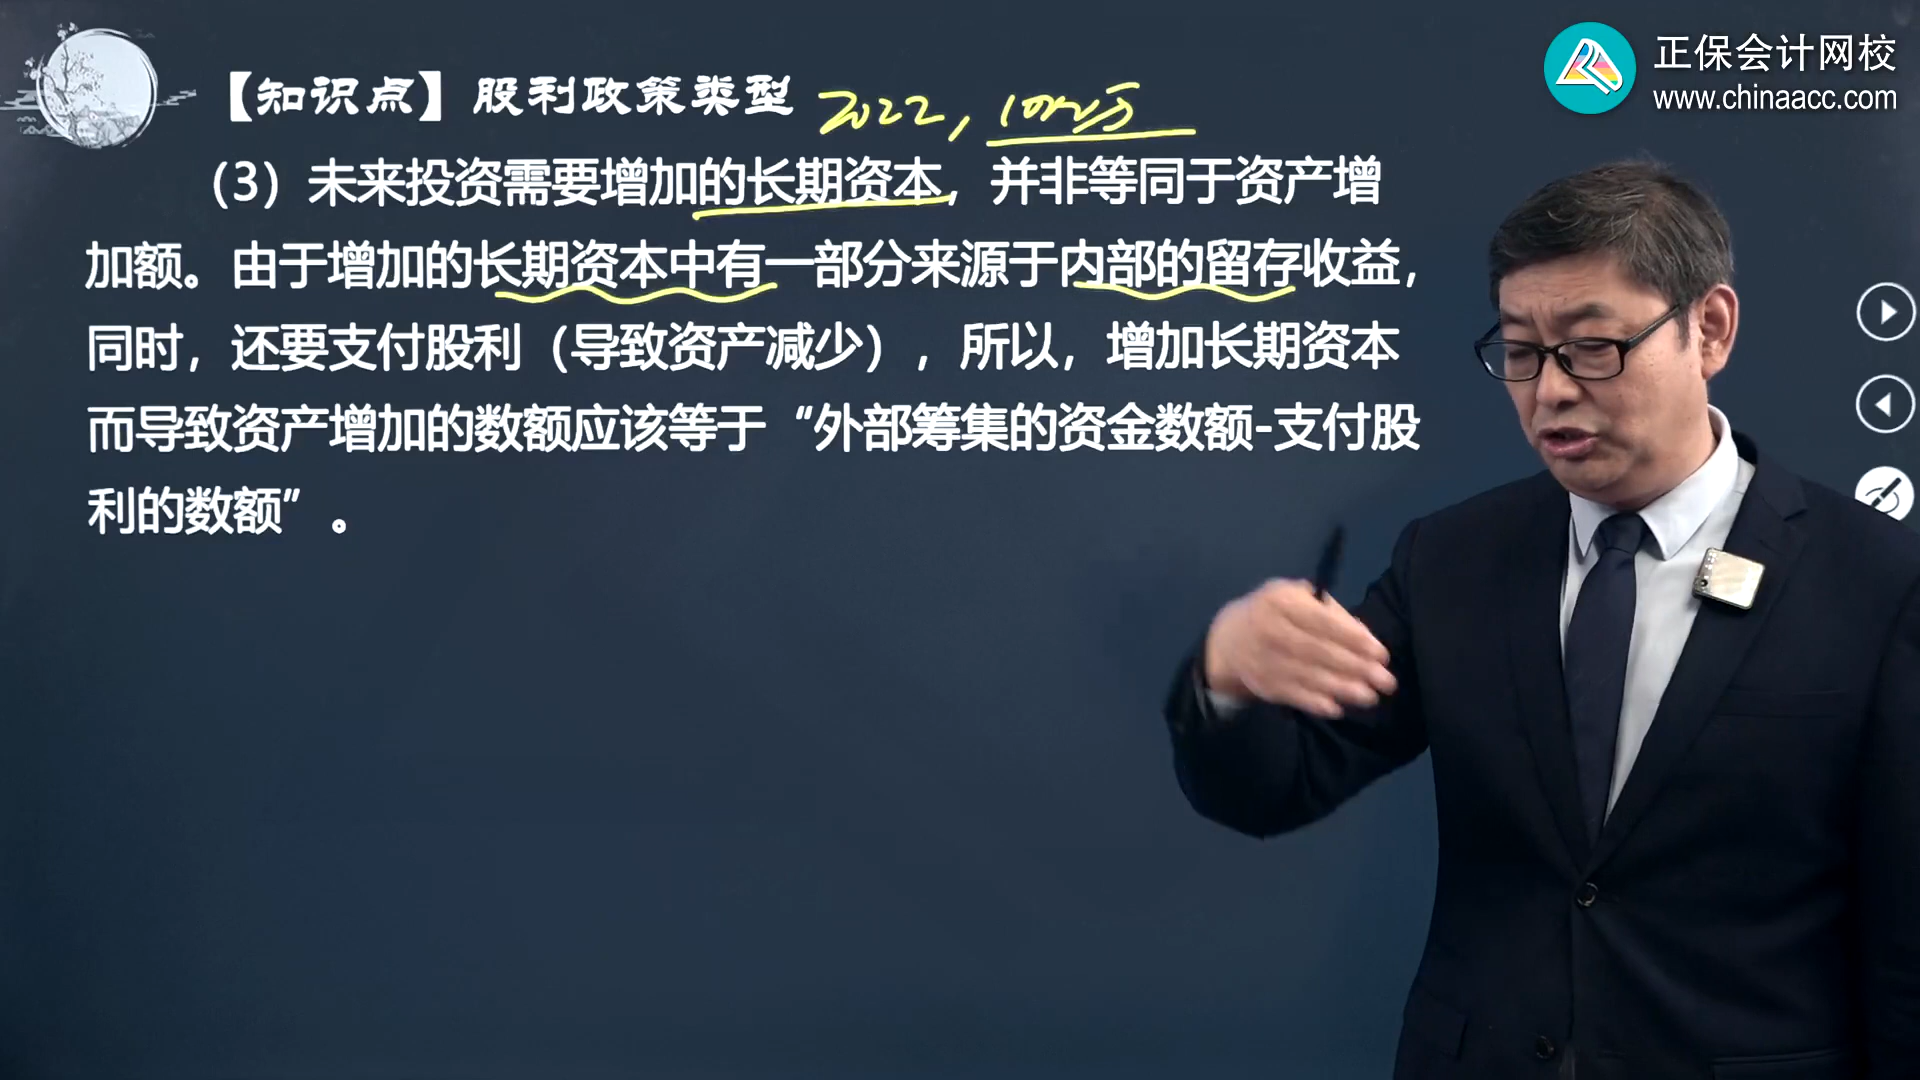 正保会计网校
www.chinaacc.com
【知识点】股利政策类型
2022,
（3）未来投资需要增加的长期资本，并非等同于资产增
加额。由于增加的长期资本中有一部分来源于内部的留存收益，
同时，还要支付股利（导致资产减少），所以，增加长期资本
而导致资产增加的数额应该等于“外部筹集的资金数额-支付股
利的数额”。